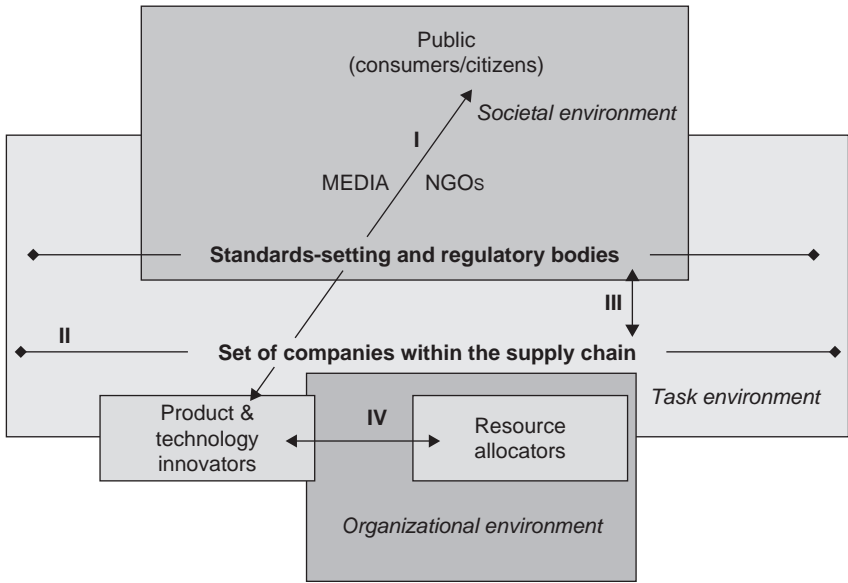 Public
(consumers/citizens)
Societal environment
I
MEDIA NGOs
Standards-setting and regulatory bodies
III
II
Set of companies within the supply chain
Task environment
Product &
technology
innovators
IV
Resource
allocators
Organizational environment